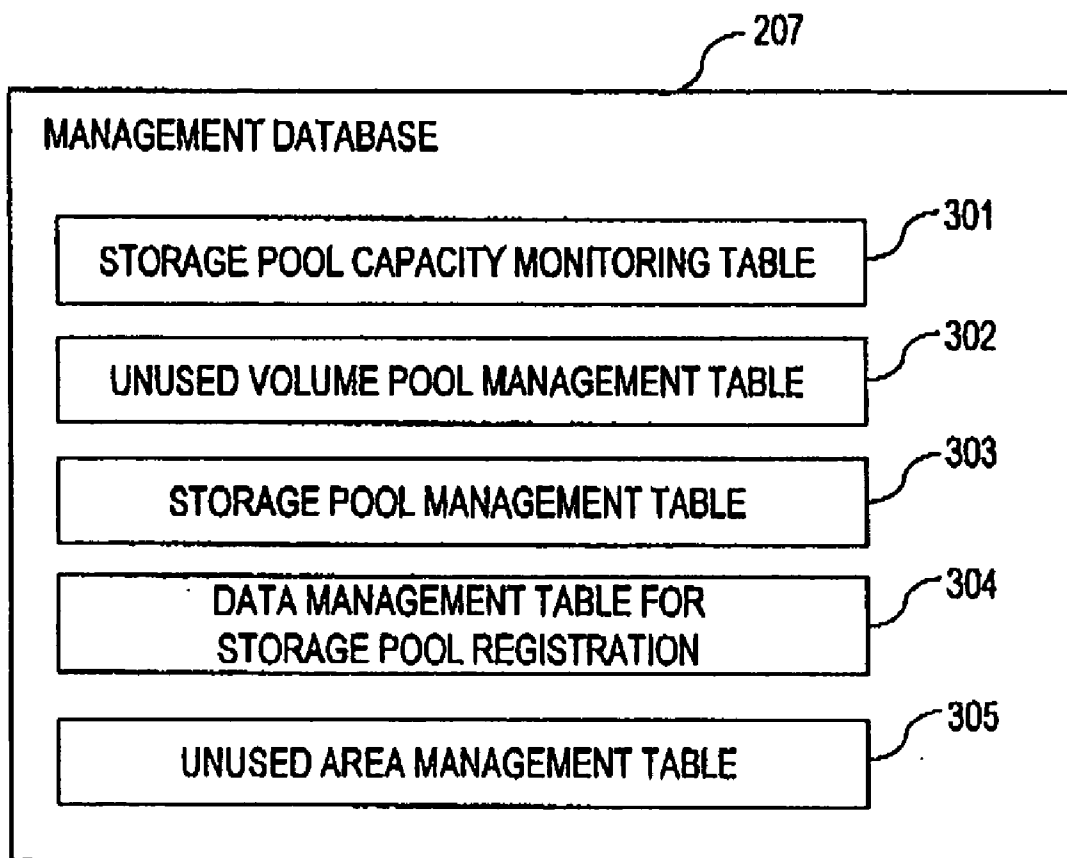 207
MANAGEMENT DATABASE
301
STORAGE POOL CAPACITY MONITORING TABLE
302
UNUSED VOLUME POOL MANAGEMENT TABLE
303
STORAGE POOL MANAGEMENT TABLE
304
DATA MANAGEMENT TABLE FOR
STORAGE POOL REGISTRATION
305
UNUSED AREA MANAGEMENT TABLE